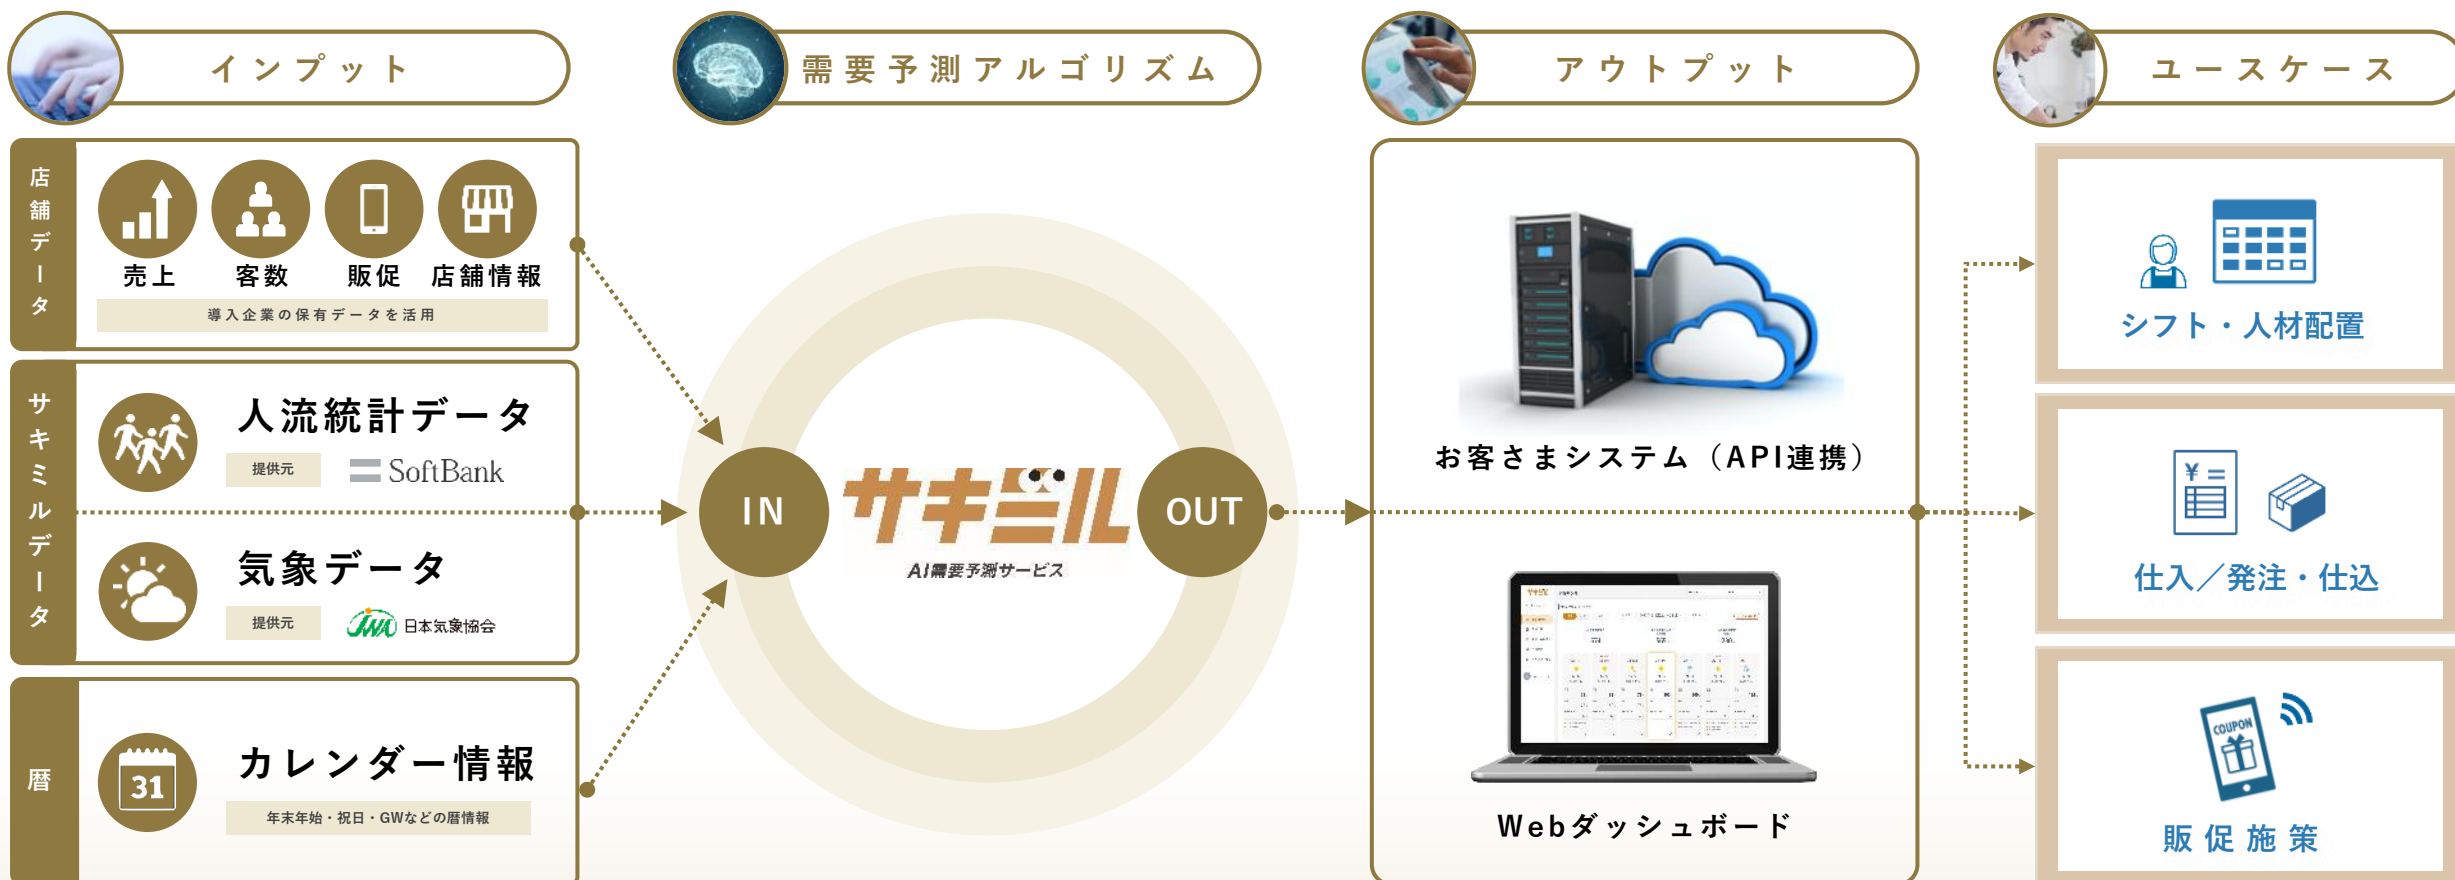 インプット
需要予測アルゴリズム
アウトプット
ユースケース
店舗データ
売上
客数
販促
店舗情報
導入企業の保有データを活用
サキミルデータ
人流統計データ
提供元
SoftBank
気象データ
提供元
JWA 日本気象協会
暦
31
カレンダー情報
年末年始・祝日・GWなどの暦情報
IN
サキミル
AI需要予測サービス
OUT
お客さまシステム（API連携）
Webダッシュボード
シフト・人材配置
¥
仕入／発注・仕込
COUPON
販促施策